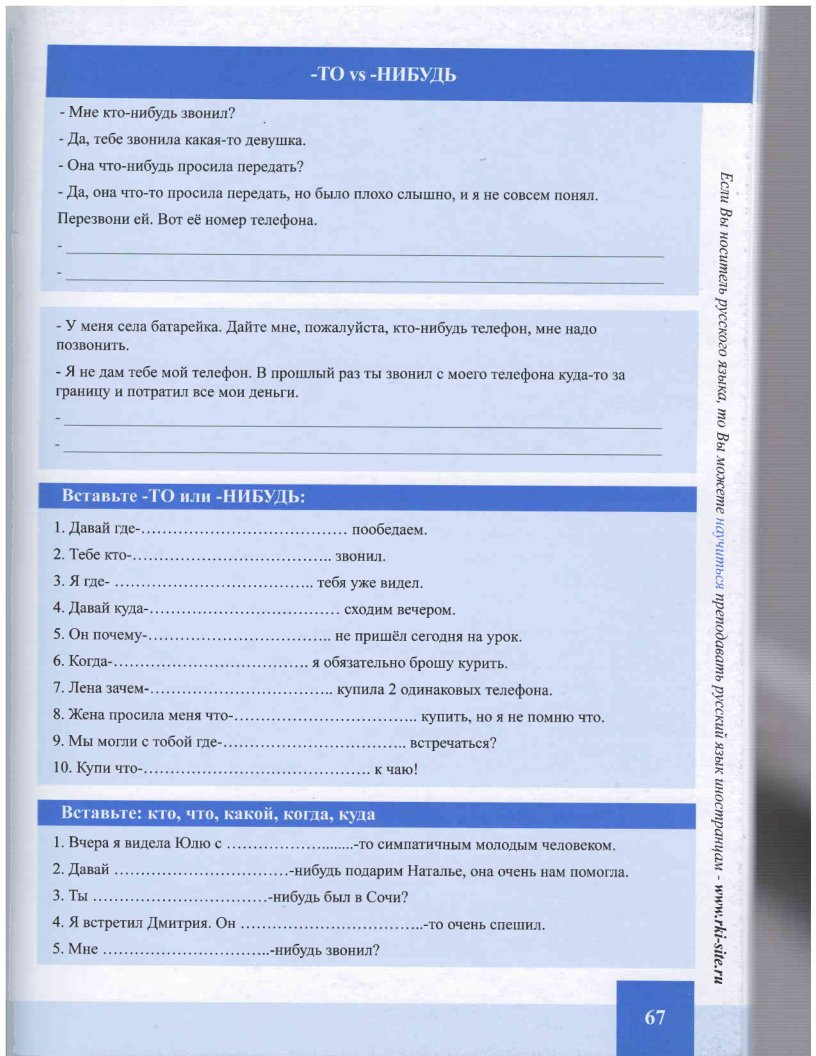 -ТО vs -НИБУДЬ
- Мне кто-нибудь звонил?
- Да, тебе звонила какая-то девушка.
- Она что-нибудь просила передать?
- Да, она что-то просила передать, но было плохо слышно, и я не совсем понял.
Перезвони ей. Вот её номер телефона.
- ____________
- ____________
- У меня села батарейка. Дайте мне, пожалуйста, кто-нибудь телефон, мне надо
позвонить.
- Я не дам тебе мой телефон. В прошлый раз ты звонил с моего телефона куда-то за
границу и потратил все мои деньги.
- ____________
- ____________
Вставьте -ТО или -НИБУДЬ:
1. Давай где-.................................... пообедаем.
2. Тебе кто-.................................... звонил.
3. Я где- .................................... тебя уже видел.
4. Давай куда-.................................... сходим вечером.
5. Он почему-.................................... не пришёл сегодня на урок.
6. Когда-.................................... я обязательно брошу курить.
7. Лена зачем-.................................... купила 2 одинаковых телефона.
8. Жена просила меня что-.................................... купить, но я не помню что.
9. Мы могли с тобой где-.................................... встречаться?
10. Купи что-.................................... к чаю!
Вставьте: кто, что, какой, когда, куда
1. Вчера я видела Юлю с ..........................-то симпатичным молодым человеком.
2. Давай ................................-нибудь подарим Наталье, она очень нам помогла.
3. Ты ................................-нибудь был в Сочи?
4. Я встретил Дмитрия. Он ................................-то очень спешил.
5. Мне ................................-нибудь звонил?
Если Вы носитель русского языка, то Вы можете научиться преподавать русский язык иностранцам - www.rki-site.ru
67